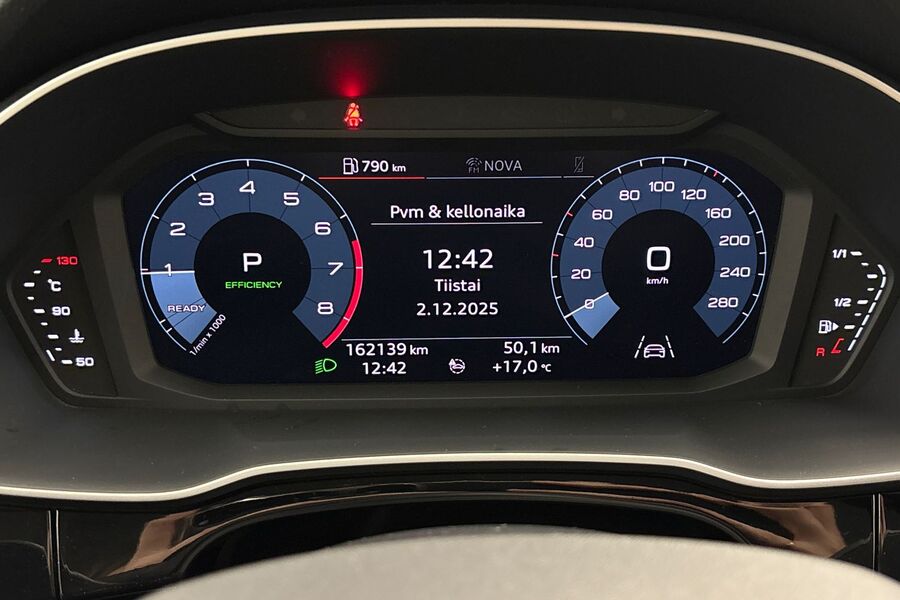 790 km
FM NOVA
Pvm & kellonaika
12:42
Tiistai
2.12.2025
162139 km
50,1 km
12:42
+17,0 °C
1
2
3
4
5
6
7
8
P
EFFICIENCY
READY
1/min x 1000
0
20
40
60
80
100
120
160
200
240
280
0
km/h
130
°C
90
50
1/1
1/2
R